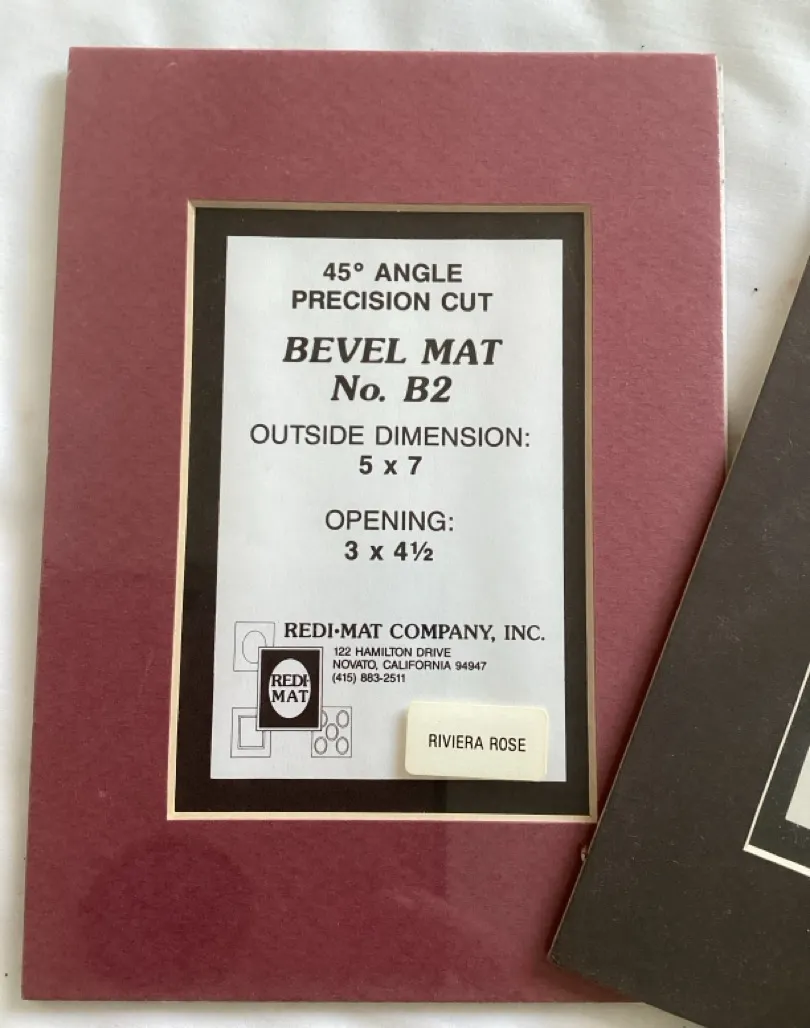 45° ANGLE
PRECISION CUT
BEVEL MAT
No. B2
OUTSIDE DIMENSION:
5 x 7
OPENING:
3 x 4½
REDI•MAT COMPANY, INC.
122 HAMILTON DRIVE
NOVATO, CALIFORNIA 94947
(415) 883-2511
REDI-
MAT
RIVIERA ROSE